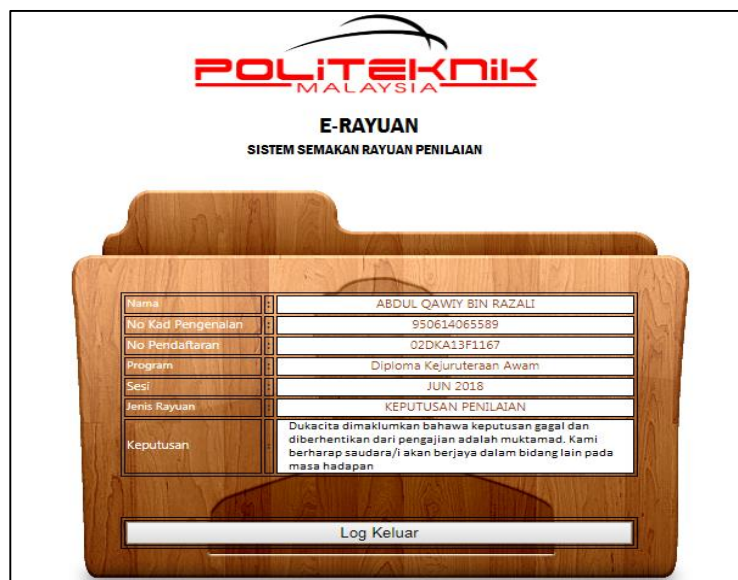 POLiTEKNiK
MALAYSIA
E-RAYUAN
SISTEM SEMAKAN RAYUAN PENILAIAN
Nama : ABDUL QAWIY BIN RAZALI
No Kad Pengenalan : 950614065589
No Pendaftaran : 02DKA13F1167
Program : Diploma Kejuruteraan Awam
Sesi : JUN 2018
Jenis Rayuan : KEPUTUSAN PENILAIAN
Keputusan : Dukacita dimaklumkan bahawa keputusan gagal dan
diberhentikan dari pengajian adalah muktamad. Kami
berharap saudara/i akan berjaya dalam bidang lain pada
masa hadapan
Log Keluar